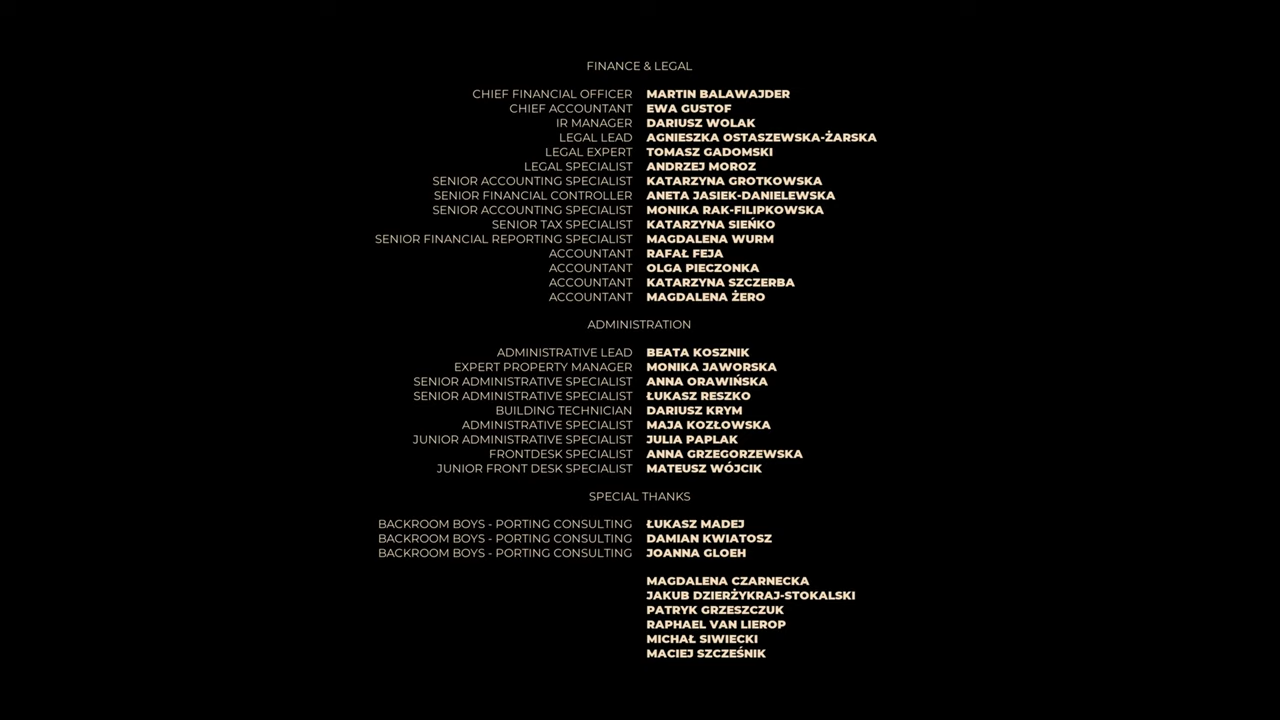 FINANCE & LEGAL
CHIEF FINANCIAL OFFICER MARTIN BALAWAJDER
CHIEF ACCOUNTANT EWA GUSTOF
IR MANAGER DARIUSZ WOLAK
LEGAL LEAD AGNIESZKA OSTASZEWSKA-ŻARSKA
LEGAL EXPERT TOMASZ GADOMSKI
LEGAL SPECIALIST ANDRZEJ MOROZ
SENIOR ACCOUNTING SPECIALIST KATARZYNA GROTKOWSKA
SENIOR FINANCIAL CONTROLLER ANETA JASIEK-DANIELEWSKA
SENIOR ACCOUNTING SPECIALIST MONIKA RAK-FILIPKOWSKA
SENIOR TAX SPECIALIST KATARZYNA SIEŃKO
SENIOR FINANCIAL REPORTING SPECIALIST MAGDALENA WURM
ACCOUNTANT RAFAŁ FEJA
ACCOUNTANT OLGA PIECZONKA
ACCOUNTANT KATARZYNA SZCZERBA
ACCOUNTANT MAGDALENA ŻERO
ADMINISTRATION
ADMINISTRATIVE LEAD BEATA KOSZNIK
EXPERT PROPERTY MANAGER MONIKA JAWORSKA
SENIOR ADMINISTRATIVE SPECIALIST ANNA ORAWIŃSKA
SENIOR ADMINISTRATIVE SPECIALIST ŁUKASZ RESZKO
BUILDING TECHNICIAN DARIUSZ KRYM
ADMINISTRATIVE SPECIALIST MAJA KOZŁOWSKA
JUNIOR ADMINISTRATIVE SPECIALIST JULIA PAPLAK
FRONTDESK SPECIALIST ANNA GRZEGORZEWSKA
JUNIOR FRONT DESK SPECIALIST MATEUSZ WÓJCIK
SPECIAL THANKS
BACKROOM BOYS - PORTING CONSULTING ŁUKASZ MADEJ
BACKROOM BOYS - PORTING CONSULTING DAMIAN KWIATOSZ
BACKROOM BOYS - PORTING CONSULTING JOANNA GLOEH
MAGDALENA CZARNECKA
JAKUB DZIERŻYKRAJ-STOKALSKI
PATRYK GRZESZCZUK
RAPHAEL VAN LIEROP
MICHAŁ SIWIECKI
MACIEJ SZCZEŚNIK